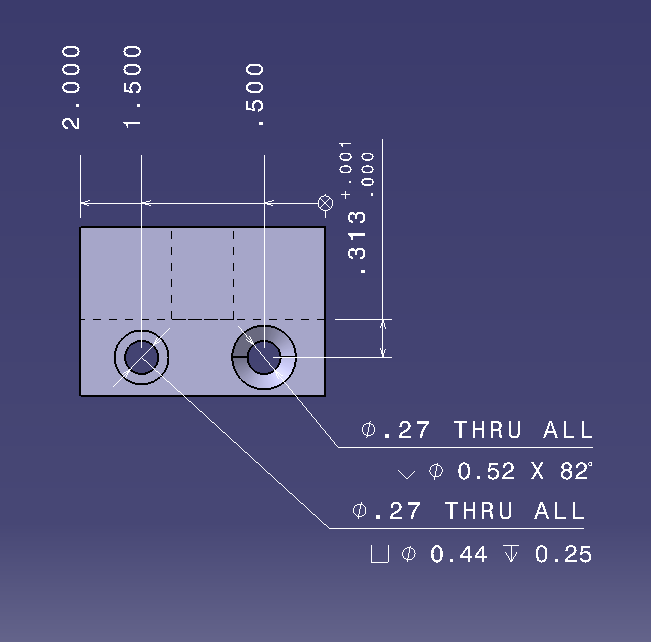 2.000
1.500
.500
.313 +.001 .000
⌀.27 THRU ALL
⌵ ⌀ 0.52 X 82°
⌀.27 THRU ALL
⌴ ⌀ 0.44 ↧ 0.25